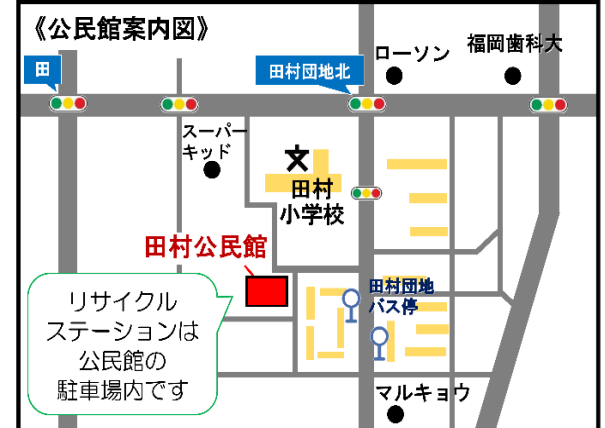 《公民館案内図》
田
田村団地北
ローソン
福岡歯科大
スーパー
キッド
文
田村
小学校
田村公民館
田村団地
バス停
リサイクル
ステーションは
公民館の
駐車場内です
マルキョウ